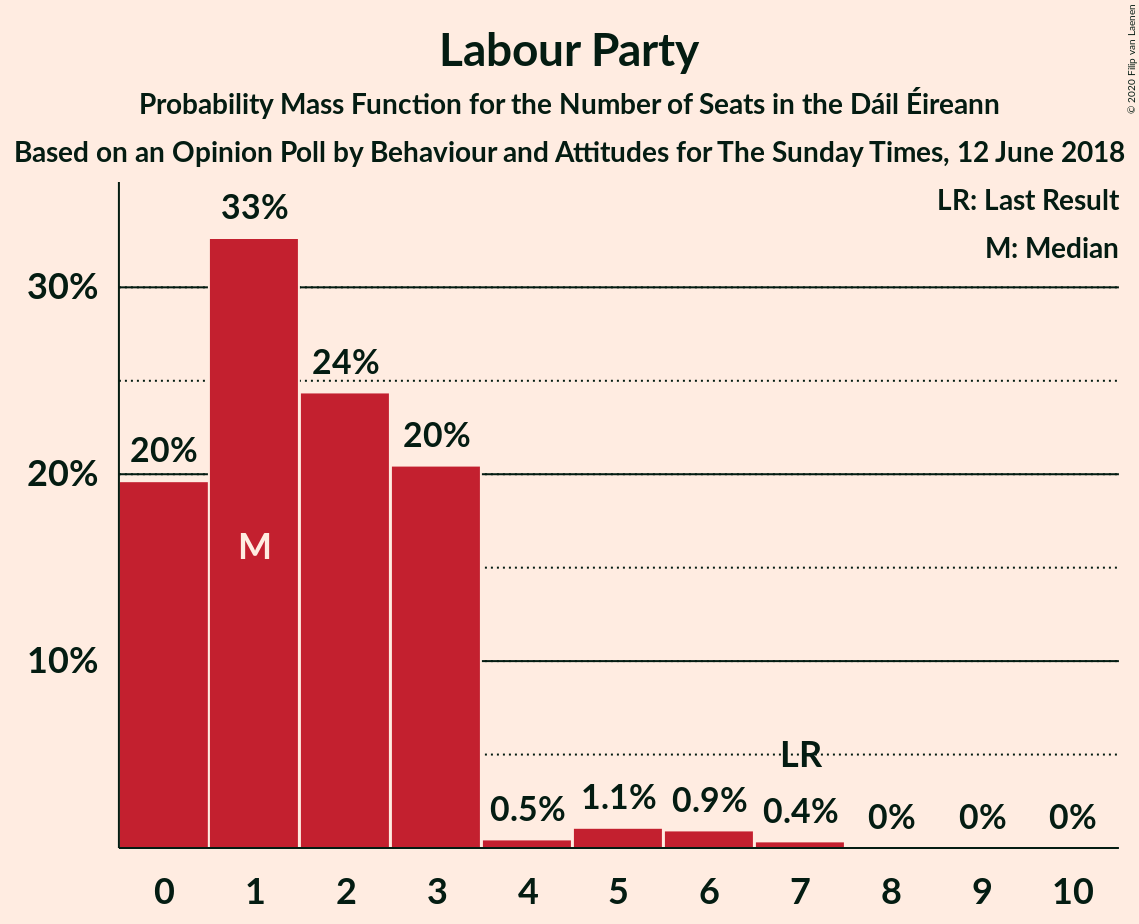 Labour Party
Probability Mass Function for the Number of Seats in the Dáil Éireann
Based on an Opinion Poll by Behaviour and Attitudes for The Sunday Times, 12 June 2018
© 2020 Filip van Laenen
LR: Last Result
M: Median
33%
30%
24%
20%
20%
20%
M
10%
LR
0.5%
1.1%
0.9%
0.4%
0%
0%
0%
0 1 2 3 4 5 6 7 8 9 10